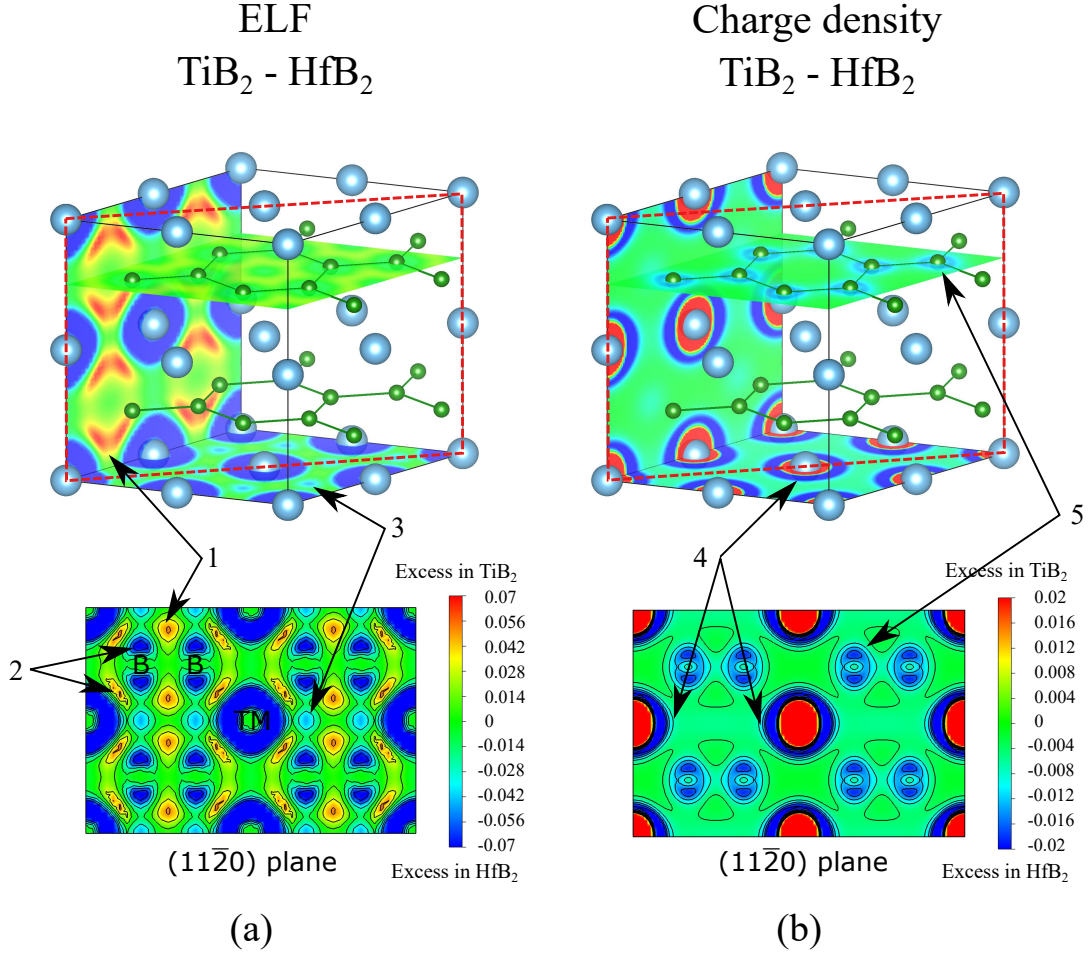 ELF
TiB₂ - HfB₂
Charge density
TiB₂ - HfB₂
1
3
4
5
2
Excess in TiB₂
0.07
0.056
0.042
0.028
0.014
0
-0.014
-0.028
-0.042
-0.056
-0.07
Excess in HfB₂
B B
TM
(112̅0) plane
Excess in TiB₂
0.02
0.016
0.012
0.008
0.004
0
-0.004
-0.008
-0.012
-0.016
-0.02
Excess in HfB₂
(112̅0) plane
(a)
(b)